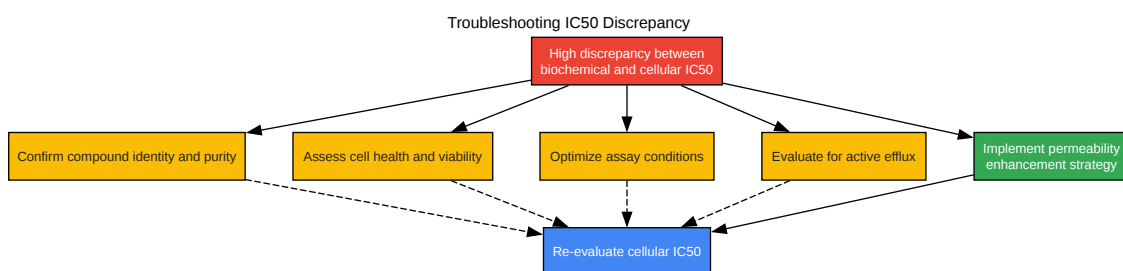 Troubleshooting IC50 Discrepancy
High discrepancy between
biochemical and cellular IC50
Confirm compound identity and purity
Assess cell health and viability
Optimize assay conditions
Evaluate for active efflux
Implement permeability
enhancement strategy
Re-evaluate cellular IC50